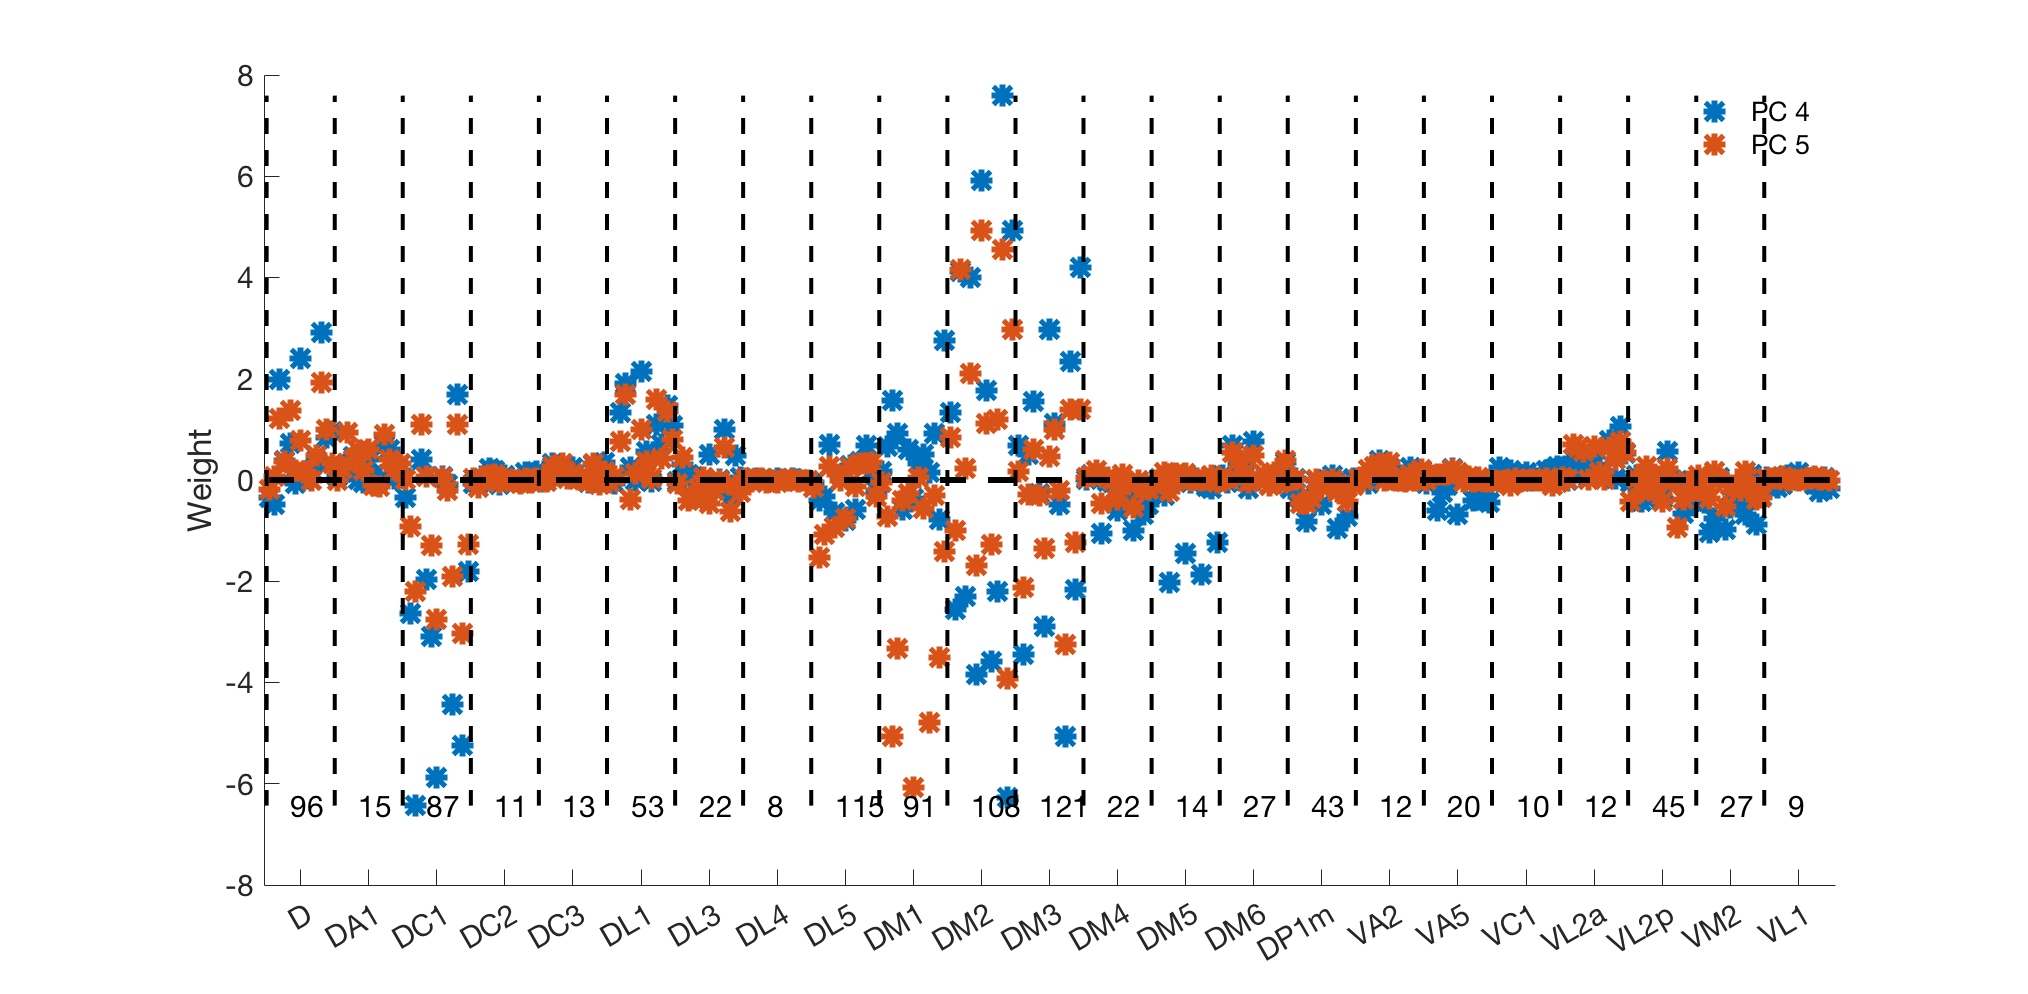 8
PC 4
PC 5
6
4
2
Weight
0
-2
-4
-6
96 15 87 11 13 53 22 8 115 91 108 121 22 14 27 43 12 20 10 12 45 27 9
-8
D DA1 DC1 DC2 DC3 DL1 DL3 DL4 DL5 DM1 DM2 DM3 DM4 DM5 DM6 DP1m VA2 VA5 VC1 VL2a VL2p VM2 VL1